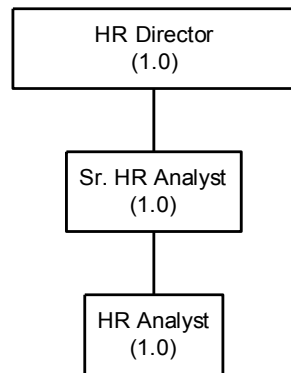 HR Director
(1.0)
Sr. HR Analyst
(1.0)
HR Analyst
(1.0)